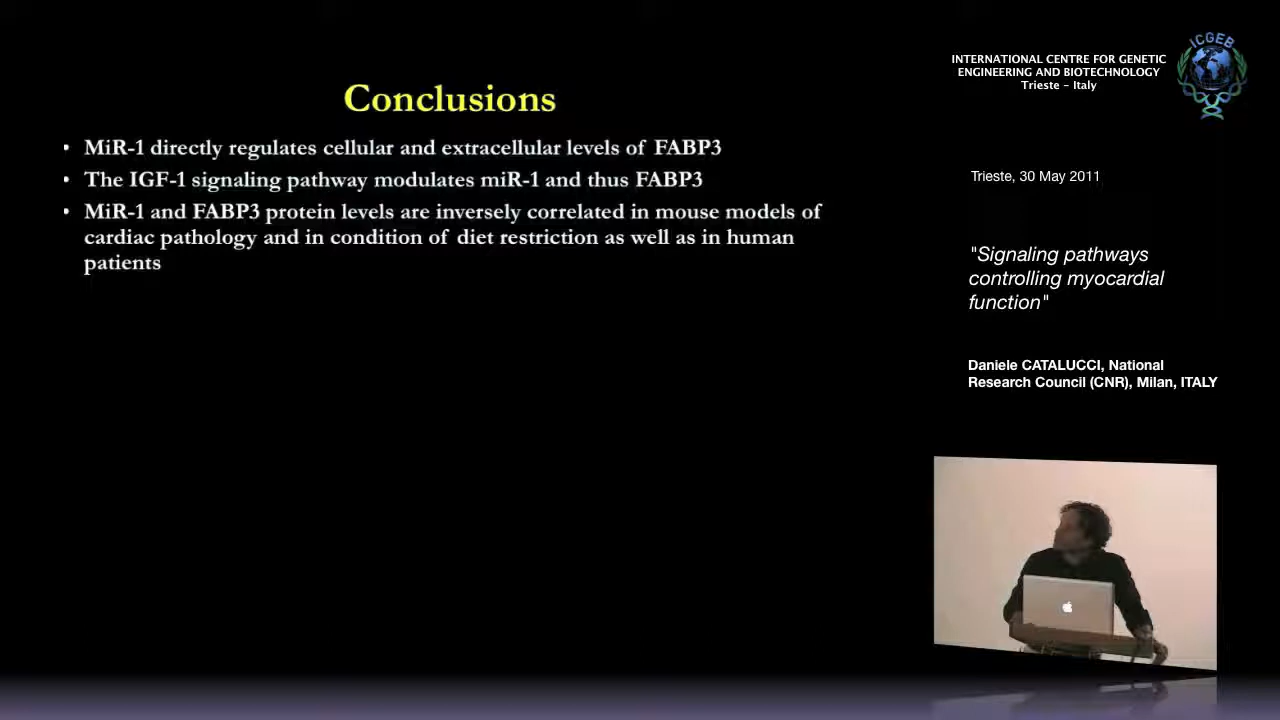 Conclusions
• MiR-1 directly regulates cellular and extracellular levels of FABP3
• The IGF-1 signaling pathway modulates miR-1 and thus FABP3
• MiR-1 and FABP3 protein levels are inversely correlated in mouse models of
cardiac pathology and in condition of diet restriction as well as in human
patients
INTERNATIONAL CENTRE FOR GENETIC
ENGINEERING AND BIOTECHNOLOGY
Trieste - Italy
ICGEB
Trieste, 30 May 2011
"Signaling pathways
controlling myocardial
function"
Daniele CATALUCCI, National
Research Council (CNR), Milan, ITALY